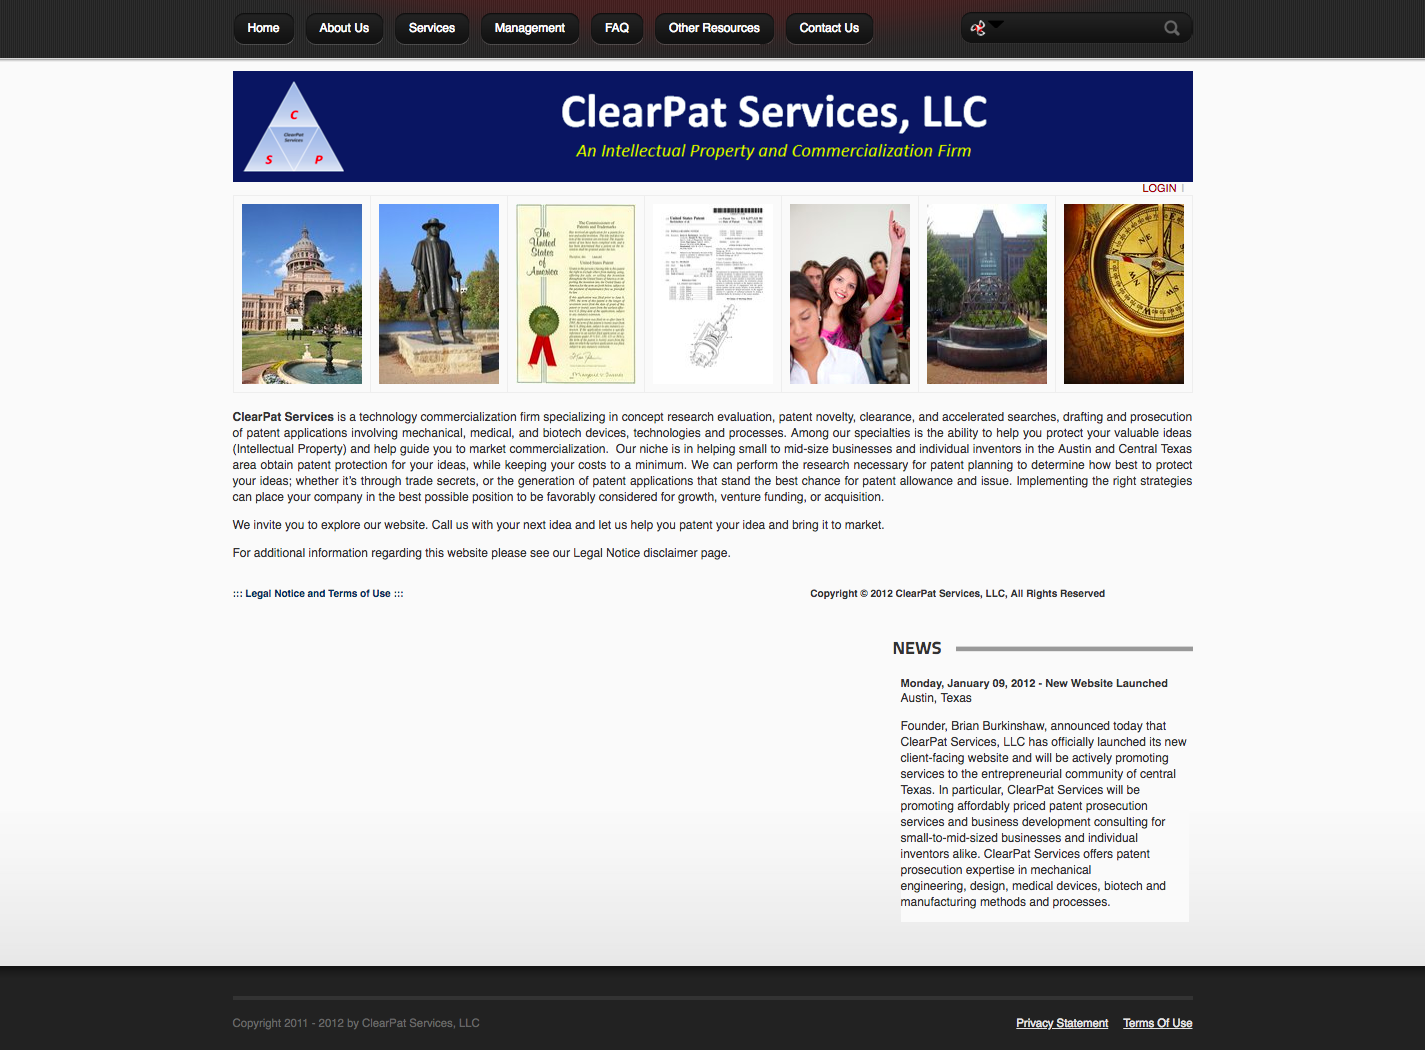 Home
About Us
Services
Management
FAQ
Other Resources
Contact Us
C
ClearPat
Services
S P
ClearPat Services, LLC
An Intellectual Property and Commercialization Firm
LOGIN |
The
United
States
of
America
The Commissioner of
Patents and Trademarks
United States Patent
ClearPat Services is a technology commercialization firm specializing in concept research evaluation, patent novelty, clearance, and accelerated searches, drafting and prosecution
of patent applications involving mechanical, medical, and biotech devices, technologies and processes. Among our specialties is the ability to help you protect your valuable ideas
(Intellectual Property) and help guide you to market commercialization.  Our niche is in helping small to mid-size businesses and individual inventors in the Austin and Central Texas
area obtain patent protection for your ideas, while keeping your costs to a minimum. We can perform the research necessary for patent planning to determine how best to protect
your ideas; whether it's through trade secrets, or the generation of patent applications that stand the best chance for patent allowance and issue. Implementing the right strategies
can place your company in the best possible position to be favorably considered for growth, venture funding, or acquisition.
We invite you to explore our website. Call us with your next idea and let us help you patent your idea and bring it to market.
For additional information regarding this website please see our Legal Notice disclaimer page.
::: Legal Notice and Terms of Use :::
Copyright © 2012 ClearPat Services, LLC, All Rights Reserved
NEWS
Monday, January 09, 2012 - New Website Launched
Austin, Texas
Founder, Brian Burkinshaw, announced today that
ClearPat Services, LLC has officially launched its new
client-facing website and will be actively promoting
services to the entrepreneurial community of central
Texas. In particular, ClearPat Services will be
promoting affordably priced patent prosecution
services and business development consulting for
small-to-mid-sized businesses and individual
inventors alike. ClearPat Services offers patent
prosecution expertise in mechanical
engineering, design, medical devices, biotech and
manufacturing methods and processes.
Copyright 2011 - 2012 by ClearPat Services, LLC
Privacy Statement
Terms Of Use